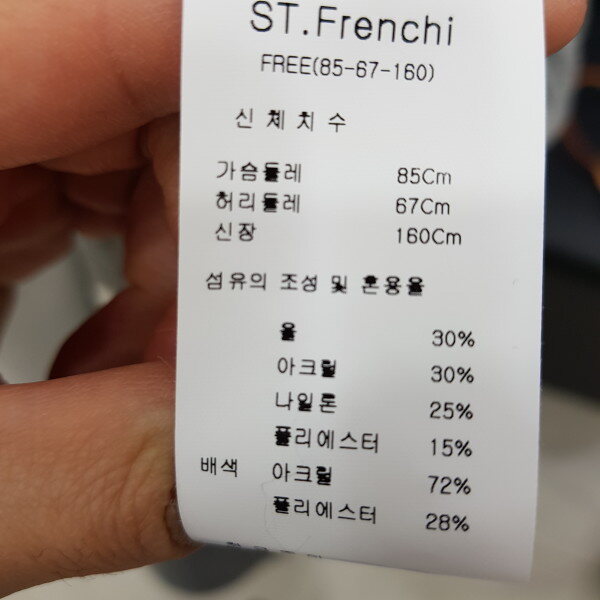 ST.Frenchi
FREE(85-67-160)
신 체 치 수
가슴둘레 85Cm
허리둘레 67Cm
신장 160Cm
섬유의 조성 및 혼용율
울 30%
아크릴 30%
나일론 25%
폴리에스터 15%
배색 아크릴 72%
폴리에스터 28%